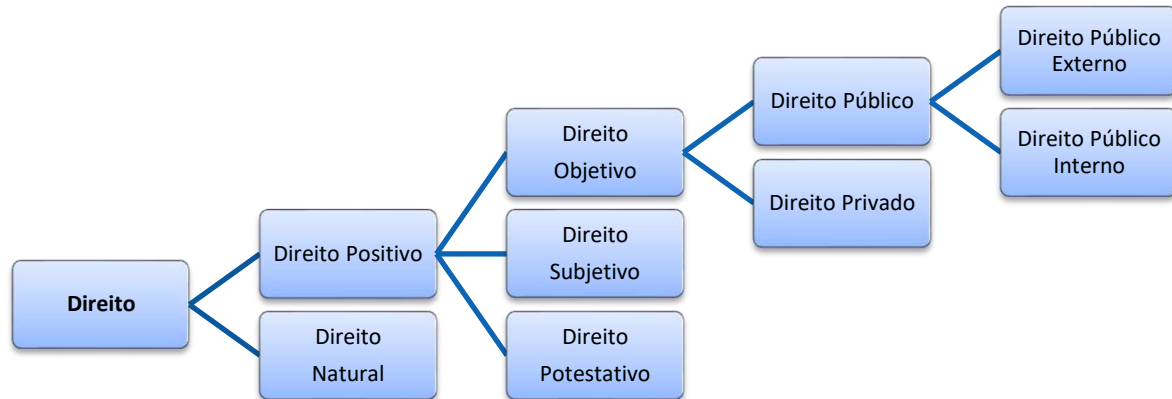 Direito
Direito Positivo
Direito
Natural
Direito
Objetivo
Direito
Subjetivo
Direito
Potestativo
Direito Público
Direito Privado
Direito Público
Externo
Direito Público
Interno